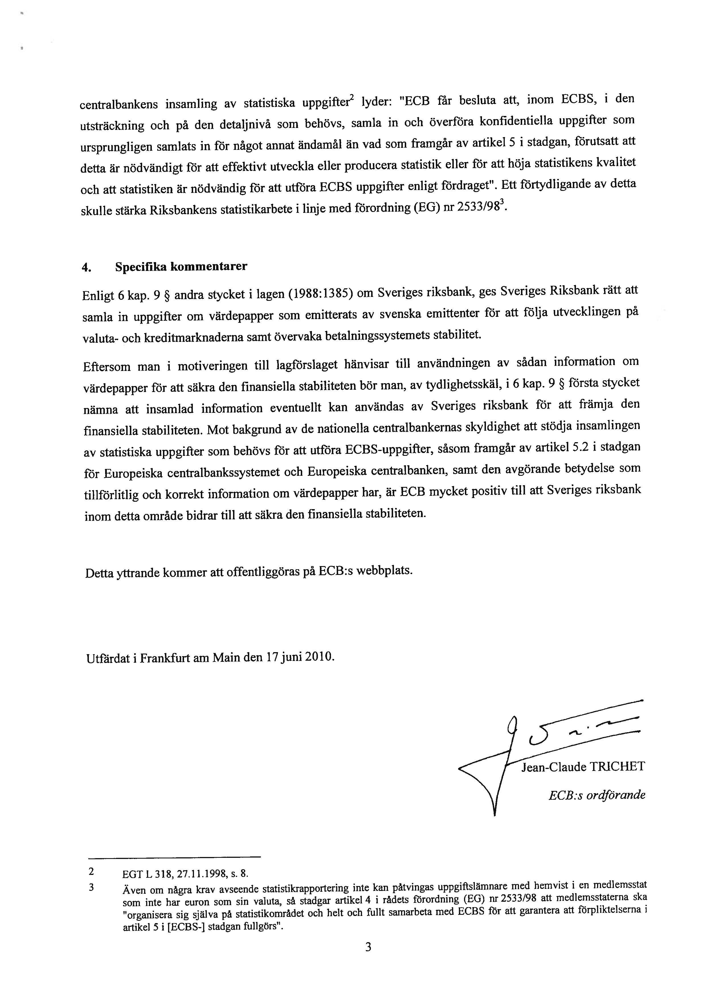 centralbankens insamling av statistiska uppgifter² lyder: "ECB får besluta att, inom ECBS, i den
utsträckning och på den detaljnivå som behövs, samla in och överföra konfidentiella uppgifter som
ursprungligen samlats in för något annat ändamål än vad som framgår av artikel 5 i stadgan, förutsatt att
detta är nödvändigt för att effektivt utveckla eller producera statistik eller för att höja statistikens kvalitet
och att statistiken är nödvändig för att utföra ECBS uppgifter enligt fördraget". Ett förtydligande av detta
skulle stärka Riksbankens statistikarbete i linje med förordning (EG) nr 2533/98³.
4. Specifika kommentarer
Enligt 6 kap. 9 § andra stycket i lagen (1988:1385) om Sveriges riksbank, ges Sveriges Riksbank rätt att
samla in uppgifter om värdepapper som emitterats av svenska emittenter för att följa utvecklingen på
valuta- och kreditmarknaderna samt övervaka betalningssystemets stabilitet.
Eftersom man i motiveringen till lagförslaget hänvisar till användningen av sådan information om
värdepapper för att säkra den finansiella stabiliteten bör man, av tydlighetsskäl, i 6 kap. 9 § första stycket
nämna att insamlad information eventuellt kan användas av Sveriges riksbank för att främja den
finansiella stabiliteten. Mot bakgrund av de nationella centralbankernas skyldighet att stödja insamlingen
av statistiska uppgifter som behövs för att utföra ECBS-uppgifter, såsom framgår av artikel 5.2 i stadgan
för Europeiska centralbankssystemet och Europeiska centralbanken, samt den avgörande betydelse som
tillförlitlig och korrekt information om värdepapper har, är ECB mycket positiv till att Sveriges riksbank
inom detta område bidrar till att säkra den finansiella stabiliteten.
Detta yttrande kommer att offentliggöras på ECB:s webbplats.
Utfärdat i Frankfurt am Main den 17 juni 2010.
Jean-Claude TRICHET
ECB:s ordförande
2 EGT L 318, 27.11.1998, s. 8.
3 Även om några krav avseende statistikrapportering inte kan påtvingas uppgiftslämnare med hemvist i en medlemsstat
som inte har euron som sin valuta, så stadgar artikel 4 i rådets förordning (EG) nr 2533/98 att medlemsstaterna ska
"organisera sig själva på statistikområdet och helt och fullt samarbeta med ECBS för att garantera att förpliktelserna i
artikel 5 i [ECBS-] stadgan fullgörs".
3